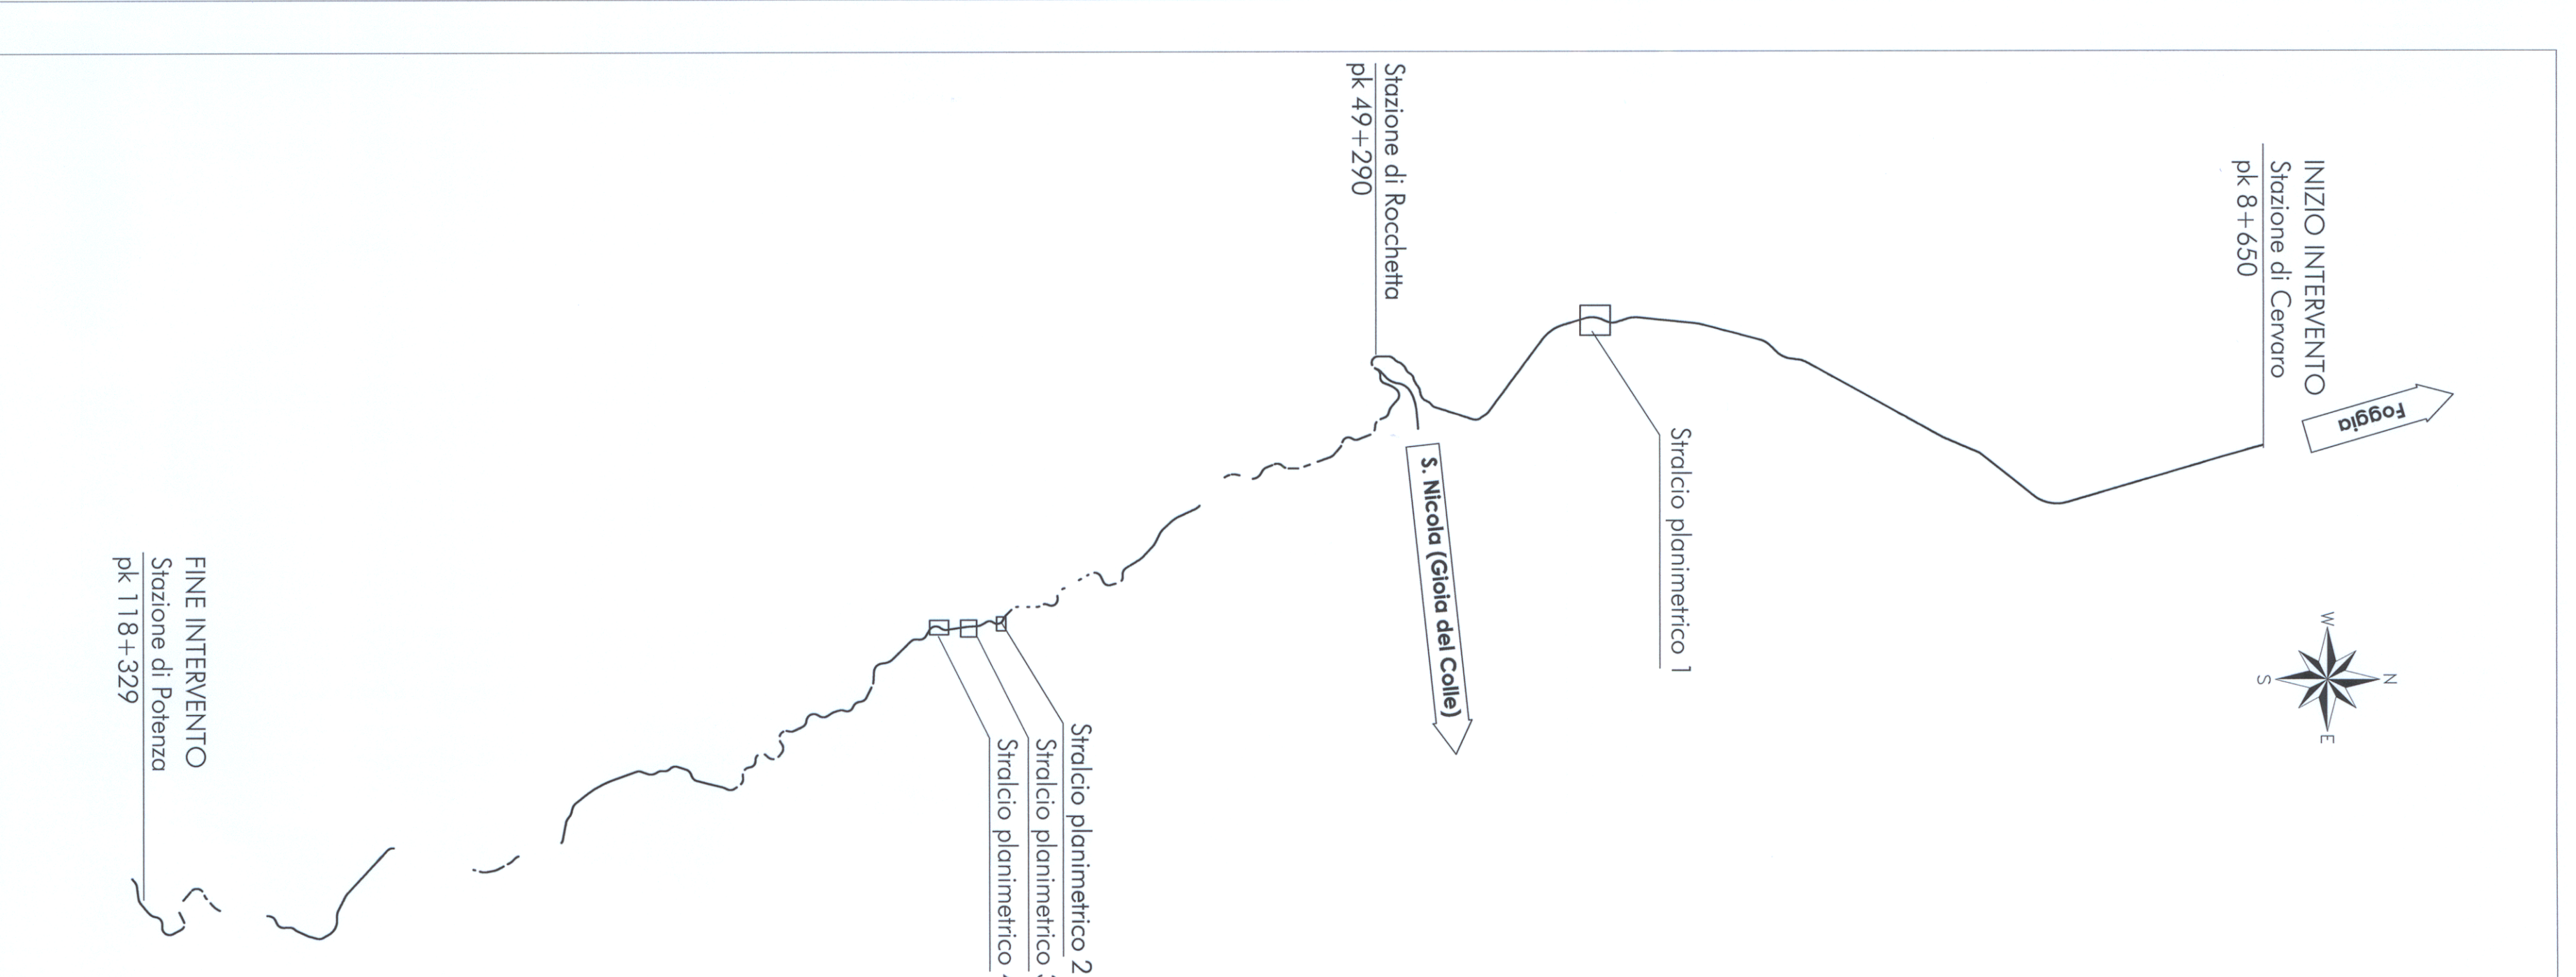 INIZIO INTERVENTO
Stazione di Cervaro
pk 8+650
Foggia
W
N
S
E
Stralcio planimetrico 1
S. Nicola (Gioia del Colle)
Stazione di Rocchetta
pk 49+290
Stralcio planimetrico 2
Stralcio planimetrico
Stralcio planimetrico
FINE INTERVENTO
Stazione di Potenza
pk 118+329